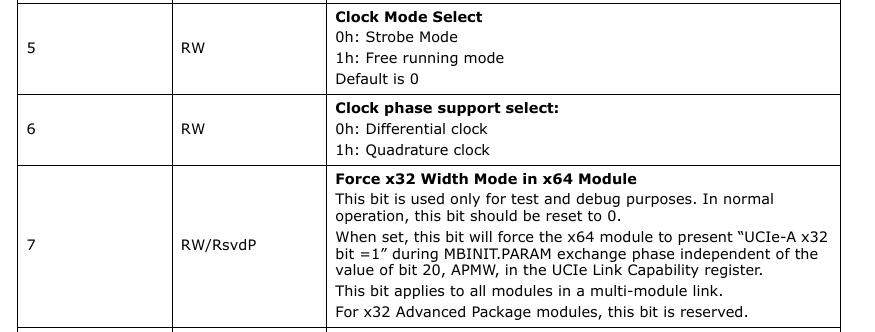 5
RW
Clock Mode Select
0h: Strobe Mode
1h: Free running mode
Default is 0
6
RW
Clock phase support select:
0h: Differential clock
1h: Quadrature clock
7
RW/RsvdP
Force x32 Width Mode in x64 Module
This bit is used only for test and debug purposes. In normal
operation, this bit should be reset to 0.
When set, this bit will force the x64 module to present “UCIe-A x32
bit =1” during MBINIT.PARAM exchange phase independent of the
value of bit 20, APMW, in the UCIe Link Capability register.
This bit applies to all modules in a multi-module link.
For x32 Advanced Package modules, this bit is reserved.